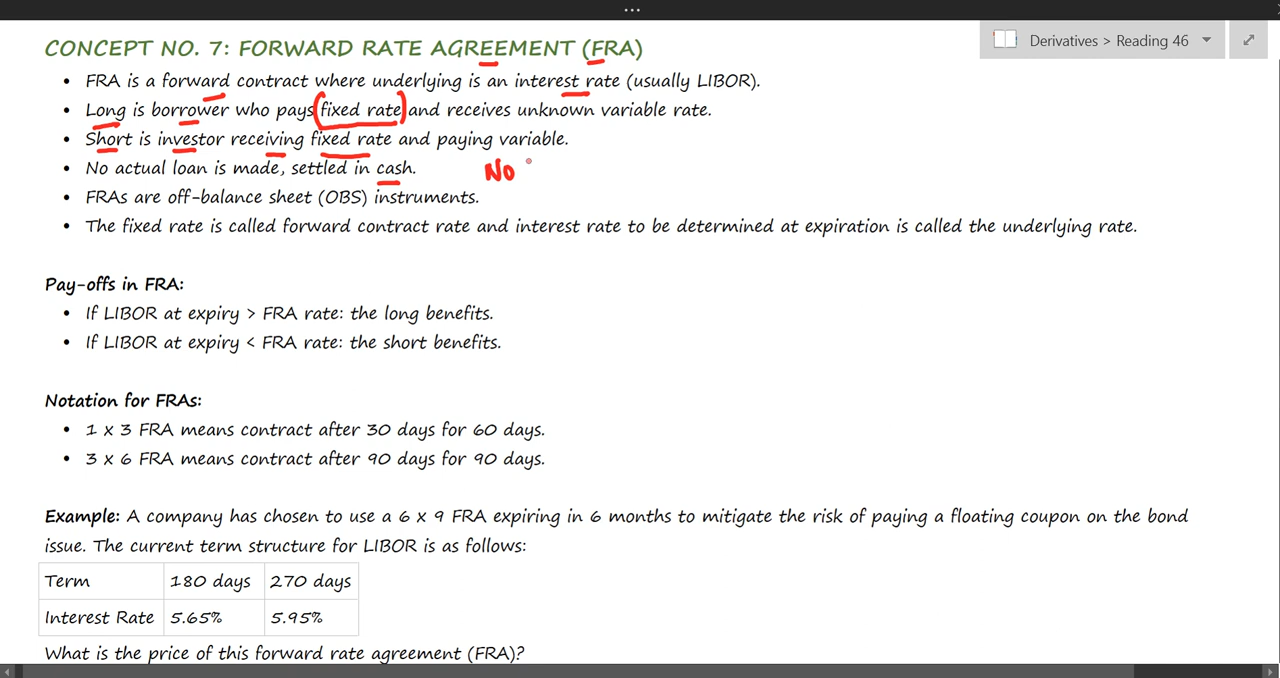 Derivatives > Reading 46
CONCEPT NO. 7: FORWARD RATE AGREEMENT (FRA)
• FRA is a forward contract where underlying is an interest rate (usually LIBOR).
• Long is borrower who pays fixed rate and receives unknown variable rate.
• Short is investor receiving fixed rate and paying variable.
• No actual loan is made, settled in cash. NO
• FRAs are off-balance sheet (OBS) instruments.
• The fixed rate is called forward contract rate and interest rate to be determined at expiration is called the underlying rate.
Pay-offs in FRA:
• If LIBOR at expiry > FRA rate: the long benefits.
• If LIBOR at expiry < FRA rate: the short benefits.
Notation for FRAs:
• 1 x 3 FRA means contract after 30 days for 60 days.
• 3 x 6 FRA means contract after 90 days for 90 days.
Example: A company has chosen to use a 6 x 9 FRA expiring in 6 months to mitigate the risk of paying a floating coupon on the bond
issue. The current term structure for LIBOR is as follows:
Term 180 days 270 days
Interest Rate 5.65% 5.95%
What is the price of this forward rate agreement (FRA)?